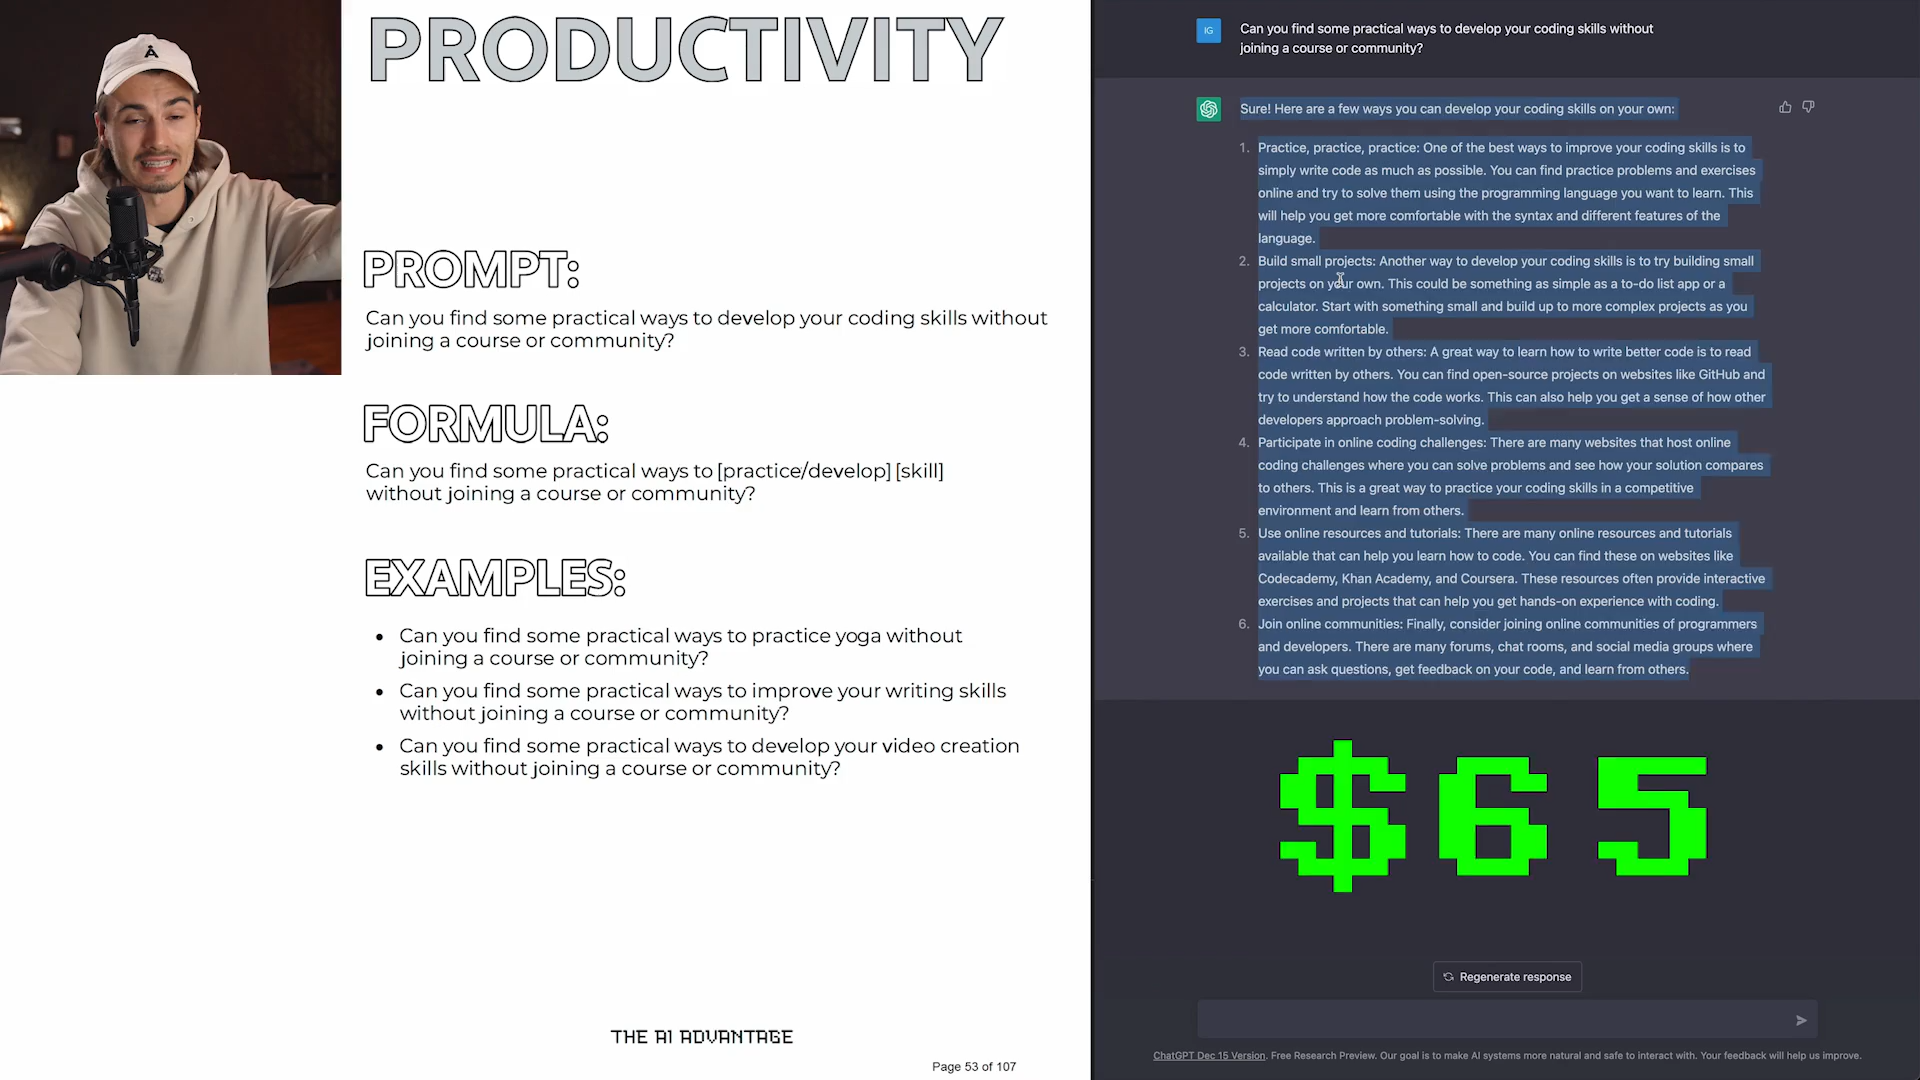 PRODUCTIVITY
PROMPT:
Can you find some practical ways to develop your coding skills without
joining a course or community?
FORMULA:
Can you find some practical ways to [practice/develop] [skill]
without joining a course or community?
EXAMPLES:
• Can you find some practical ways to practice yoga without
joining a course or community?
• Can you find some practical ways to improve your writing skills
without joining a course or community?
• Can you find some practical ways to develop your video creation
skills without joining a course or community?
THE AI ADVANTAGE
Page 53 of 107
IG
Can you find some practical ways to develop your coding skills without
joining a course or community?
Sure! Here are a few ways you can develop your coding skills on your own:
1. Practice, practice, practice: One of the best ways to improve your coding skills is to
simply write code as much as possible. You can find practice problems and exercises
online and try to solve them using the programming language you want to learn. This
will help you get more comfortable with the syntax and different features of the
language.
2. Build small projects: Another way to develop your coding skills is to try building small
projects on your own. This could be something as simple as a to-do list app or a
calculator. Start with something small and build up to more complex projects as you
get more comfortable.
3. Read code written by others: A great way to learn how to write better code is to read
code written by others. You can find open-source projects on websites like GitHub and
try to understand how the code works. This can also help you get a sense of how other
developers approach problem-solving.
4. Participate in online coding challenges: There are many websites that host online
coding challenges where you can solve problems and see how your solution compares
to others. This is a great way to practice your coding skills in a competitive
environment and learn from others.
5. Use online resources and tutorials: There are many online resources and tutorials
available that can help you learn how to code. You can find these on websites like
Codecademy, Khan Academy, and Coursera. These resources often provide interactive
exercises and projects that can help you get hands-on experience with coding.
6. Join online communities: Finally, consider joining online communities of programmers
and developers. There are many forums, chat rooms, and social media groups where
you can ask questions, get feedback on your code, and learn from others.
$65
Regenerate response
ChatGPT Dec 15 Version. Free Research Preview. Our goal is to make AI systems more natural and safe to interact with. Your feedback will help us improve.